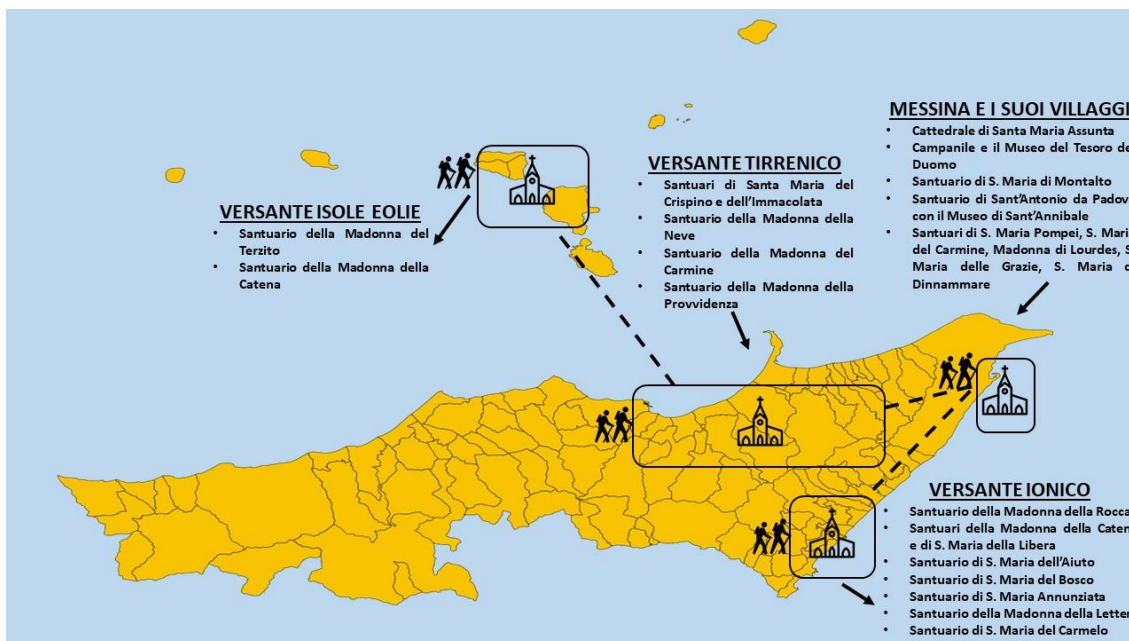 VERSANTE ISOLE EOLIE
• Santuario della Madonna del
Terzito
• Santuario della Madonna della
Catena
VERSANTE TIRRENICO
• Santuari di Santa Maria del
Crispino e dell'Immacolata
• Santuario della Madonna della
Neve
• Santuario della Madonna del
Carmine
• Santuario della Madonna della
Provvidenza
MESSINA E I SUOI VILLAGGI
• Cattedrale di Santa Maria Assunta
• Campanile e il Museo del Tesoro de
Duomo
• Santuario di S. Maria di Montalto
• Santuario di Sant'Antonio da Padov
con il Museo di Sant'Annibale
• Santuari di S. Maria Pompei, S. Mari
del Carmine, Madonna di Lourdes, S
Maria delle Grazie, S. Maria d
Dinnammare
VERSANTE IONICO
• Santuario della Madonna della Rocca
• Santuari della Madonna della Caten
e di S. Maria della Libera
• Santuario di S. Maria dell'Aiuto
• Santuario di S. Maria del Bosco
• Santuario di S. Maria Annunziata
• Santuario della Madonna della Letter
• Santuario di S. Maria del Carmelo